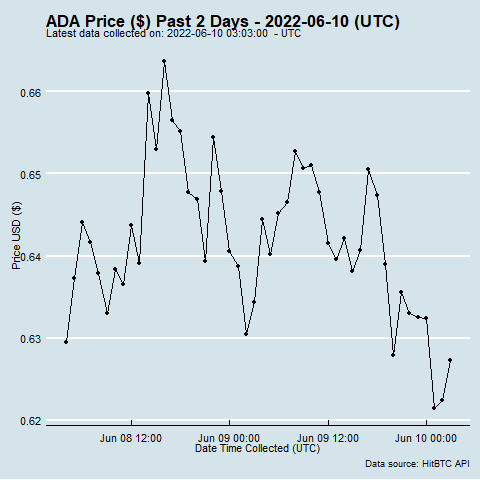 ADA Price ($) Past 2 Days - 2022-06-10 (UTC)
Latest data collected on: 2022-06-10 03:03:00  - UTC
0.66
0.65
0.64
0.63
0.62
Price USD ($)
Jun 08 12:00
Jun 09 00:00
Jun 09 12:00
Jun 10 00:00
Date Time Collected (UTC)
Data source: HitBTC API